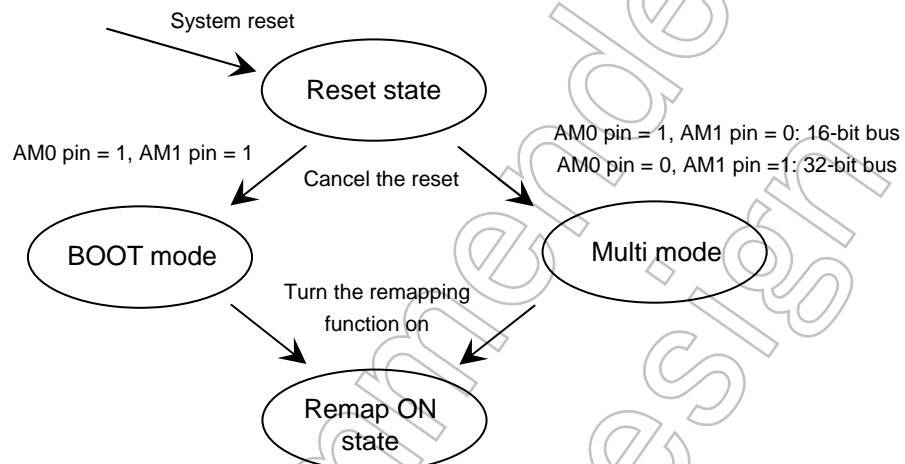 System reset
Reset state
AM0 pin = 1, AM1 pin = 0: 16-bit bus
AM0 pin = 0, AM1 pin =1: 32-bit bus
AM0 pin = 1, AM1 pin = 1
Cancel the reset
BOOT mode
Multi mode
Turn the remapping
function on
Remap ON
state
mmende
esign